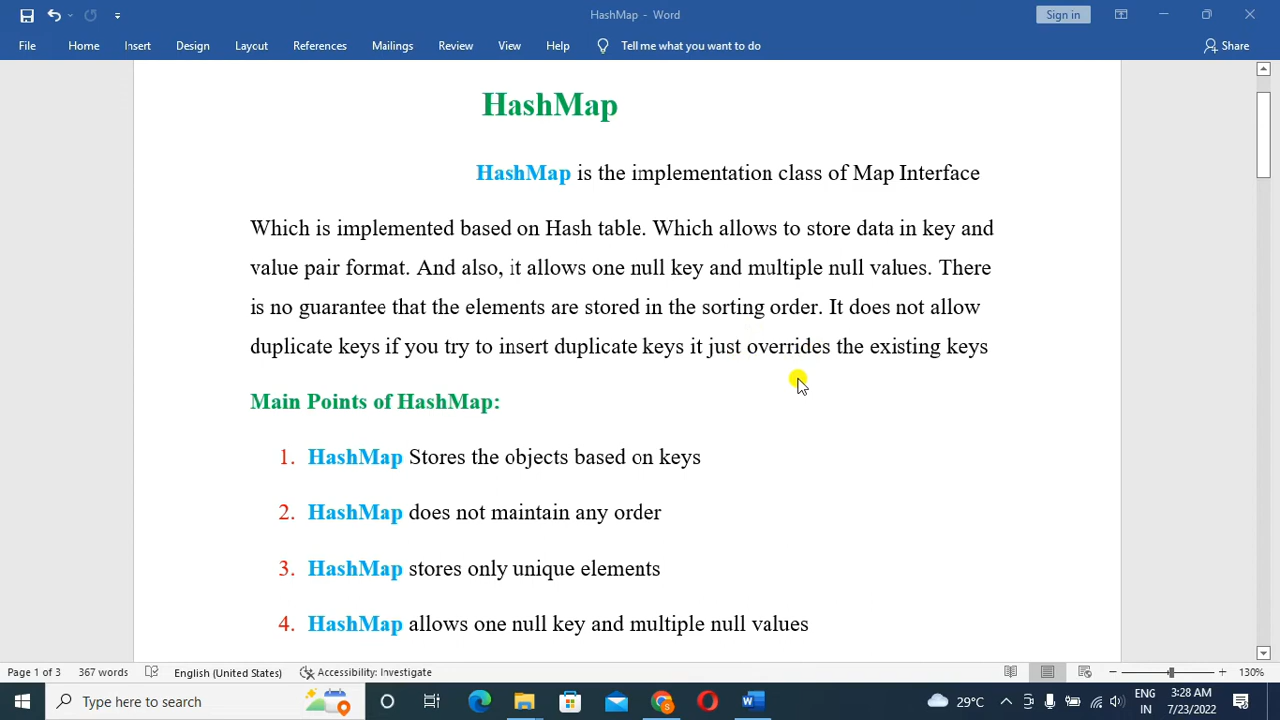 HashMap - Word
Sign in
File Home Insert Design Layout References Mailings Review View Help Tell me what you want to do Share
HashMap
HashMap is the implementation class of Map Interface
Which is implemented based on Hash table. Which allows to store data in key and
value pair format. And also, it allows one null key and multiple null values. There
is no guarantee that the elements are stored in the sorting order. It does not allow
duplicate keys if you try to insert duplicate keys it just overrides the existing keys
Main Points of HashMap:
1. HashMap Stores the objects based on keys
2. HashMap does not maintain any order
3. HashMap stores only unique elements
4. HashMap allows one null key and multiple null values
Page 1 of 3 367 words English (United States) Accessibility: Investigate 130%
Type here to search 29°C ENG 3:28 AM
IN 7/23/2022